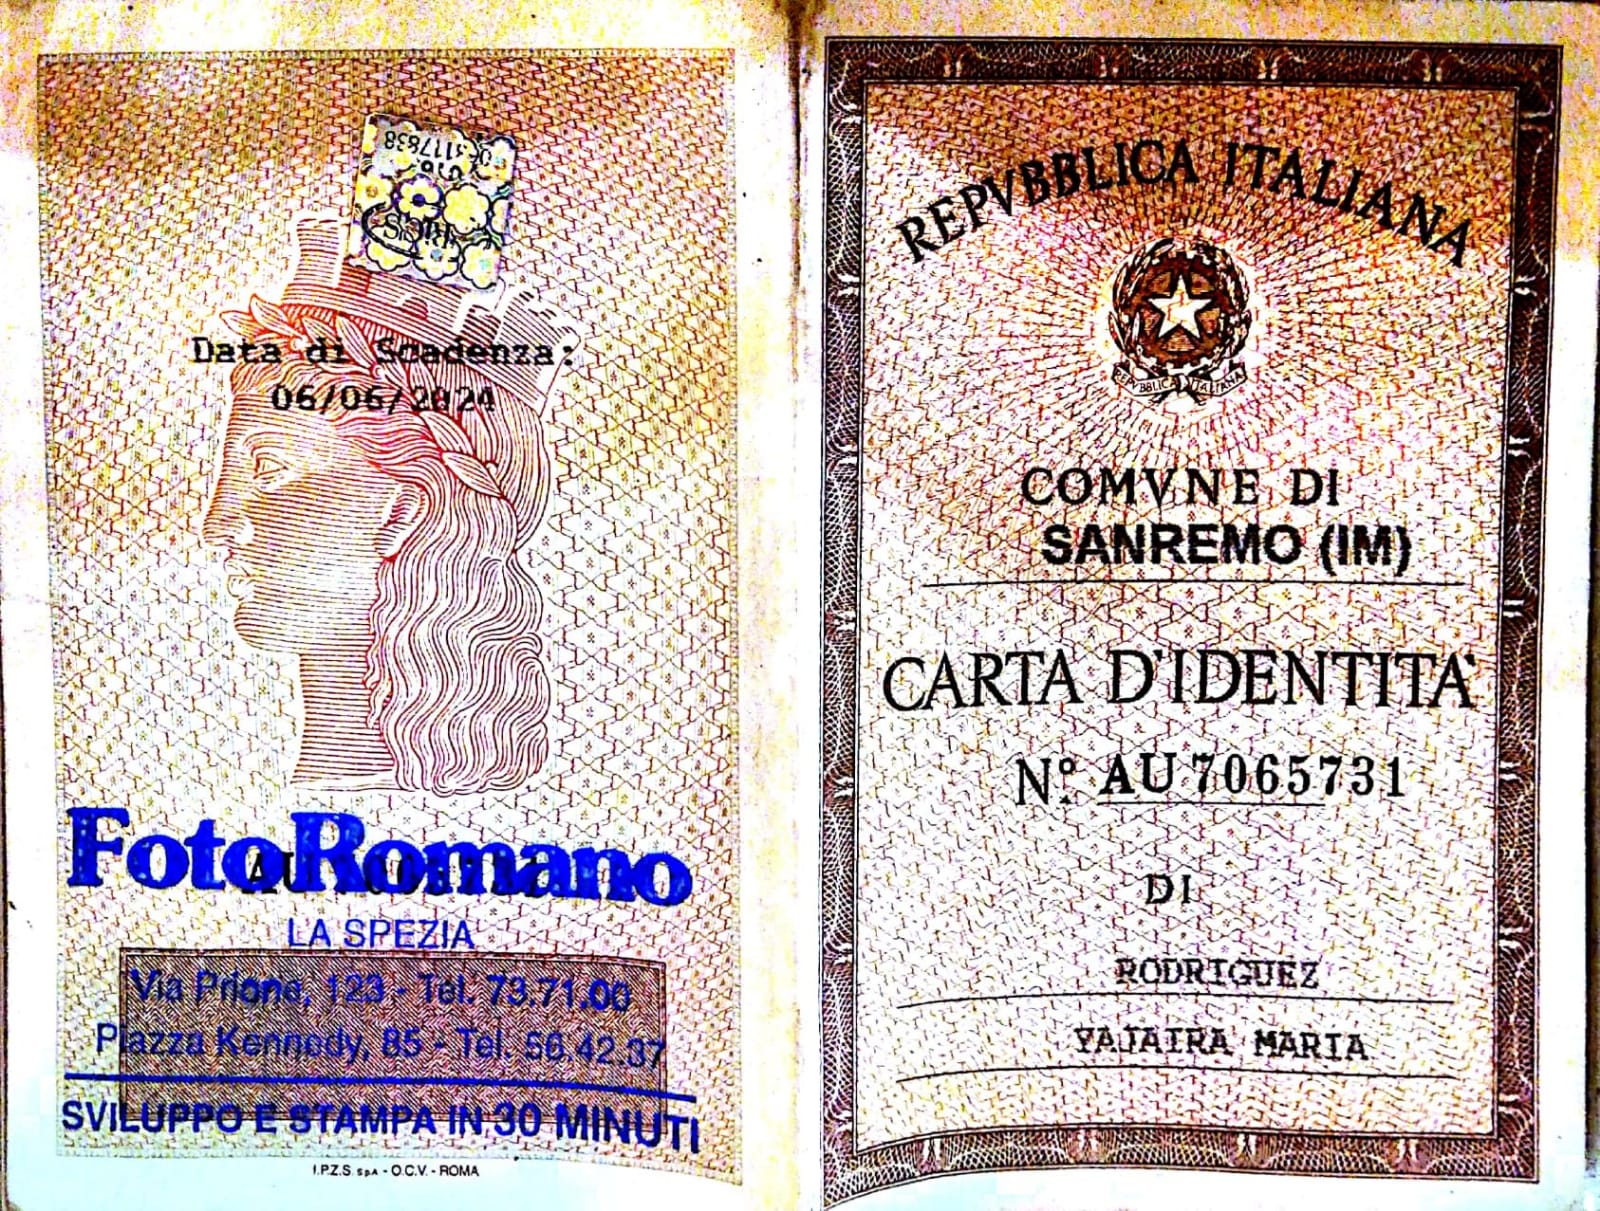 Data di Scadenza:
06/06/2024
FotoRomano
LA SPEZIA
Via Prione, 123 - Tel. 73.71.00
Piazza Kennedy, 85 - Tel. 56.42.37
SVILUPPO E STAMPA IN 30 MINUTI
I.P.Z.S. SpA - O.C.V. - ROMA
REPVBBLICA ITALIANA
REPVBBLICA ITALIANA
COMVNE DI
SANREMO (IM)
CARTA D'IDENTITA'
N° AU 7065731
DI
RODRIGUEZ
YAJAIRA MARIA